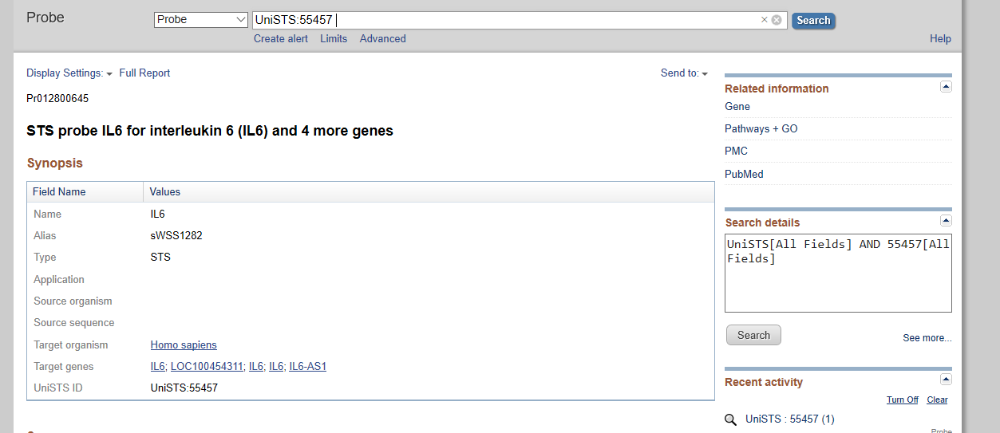 Probe
Probe UniSTS:55457 Search
Create alert Limits Advanced Help
Display Settings: Full Report Send to:
Pr012800645
STS probe IL6 for interleukin 6 (IL6) and 4 more genes
Synopsis
Field Name Values
Name IL6
Alias sWSS1282
Type STS
Application
Source organism
Source sequence
Target organism Homo sapiens
Target genes IL6; LOC100454311; IL6; IL6; IL6-AS1
UniSTS ID UniSTS:55457
Related information
Gene
Pathways + GO
PMC
PubMed
Search details
UniSTS[All Fields] AND 55457[All
Fields]
Search See more...
Recent activity
Turn Off Clear
UniSTS : 55457 (1)
Probe